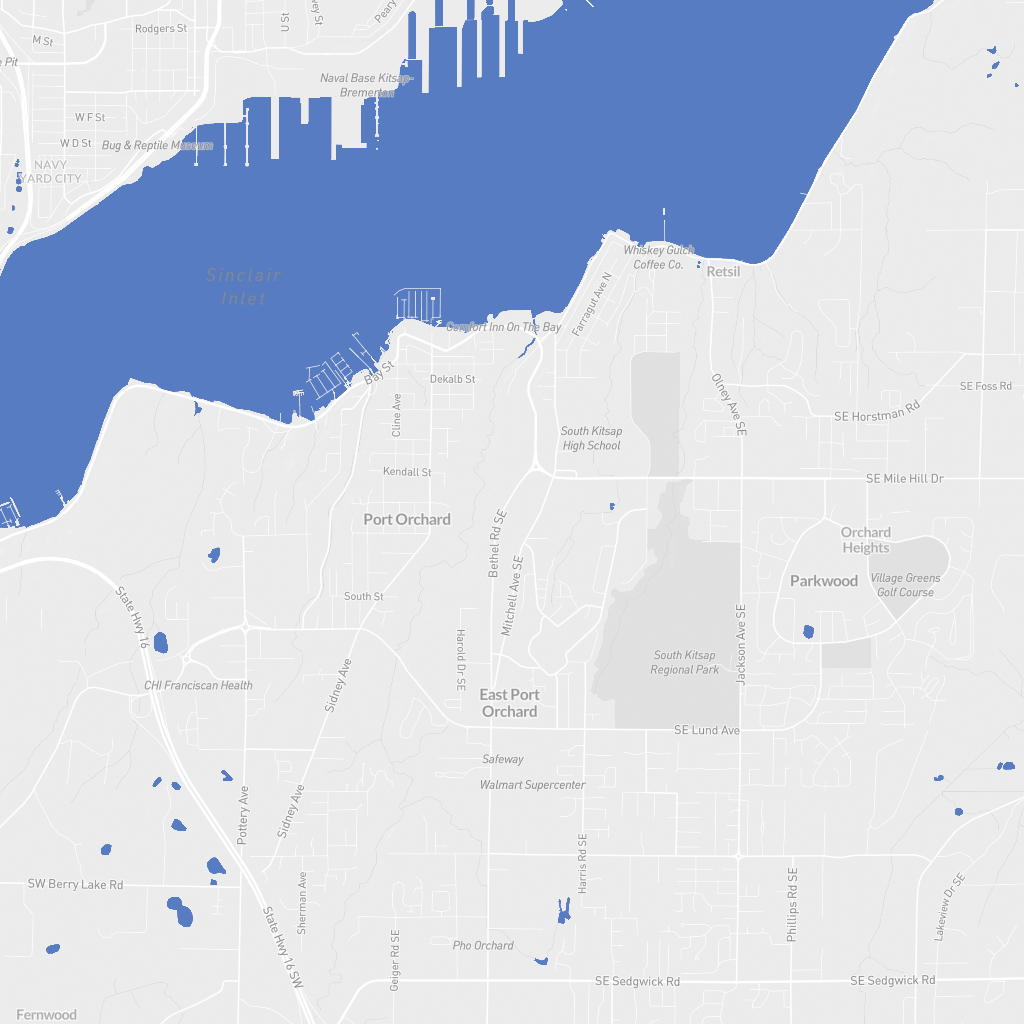 Rodgers St
U St
Peary
M St
Pit
Naval Base Kitsap-
Bremerton
W F St
W D St
Bug & Reptile Museum
NAVY
YARD CITY
Whiskey Gulch
Coffee Co.
Retsil
Sinclair
Inlet
Farragut Ave N
Comfort Inn On The Bay
Bay St
Dekalb St
Cline Ave
Olney Ave SE
SE Foss Rd
SE Horstman Rd
South Kitsap
High School
Kendall St
SE Mile Hill Dr
Port Orchard
Bethel Rd SE
Orchard
Heights
Mitchell Ave SE
Parkwood
Village Greens
Golf Course
State Hwy 16
South St
Harold Dr SE
Jackson Ave SE
South Kitsap
Regional Park
CHI Franciscan Health
Sidney Ave
East Port
Orchard
SE Lund Ave
Safeway
Walmart Supercenter
Pottery Ave
Sidney Ave
Harris Rd SE
SW Berry Lake Rd
Sherman Ave
Phillips Rd SE
Lakeview Dr SE
State Hwy 16 SW
Geiger Rd SE
Pho Orchard
SE Sedgwick Rd
SE Sedgwick Rd
Fernwood